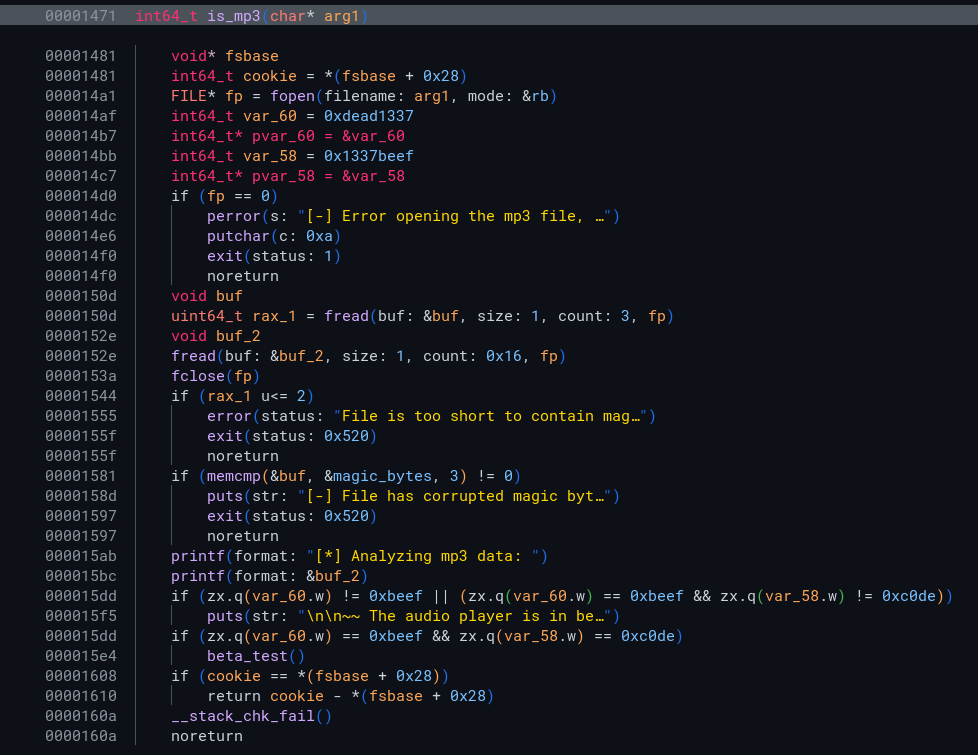 00001471 int64_t is_mp3(char* arg1)
00001481 void* fsbase
00001481 int64_t cookie = *(fsbase + 0x28)
000014a1 FILE* fp = fopen(filename: arg1, mode: &rb)
000014af int64_t var_60 = 0xdead1337
000014b7 int64_t* pvar_60 = &var_60
000014bb int64_t var_58 = 0x1337beef
000014c7 int64_t* pvar_58 = &var_58
000014d0 if (fp == 0)
000014dc perror(s: "[-] Error opening the mp3 file, …")
000014e6 putchar(c: 0xa)
000014f0 exit(status: 1)
000014f0 noreturn
0000150d void buf
0000150d uint64_t rax_1 = fread(buf: &buf, size: 1, count: 3, fp)
0000152e void buf_2
0000152e fread(buf: &buf_2, size: 1, count: 0x16, fp)
0000153a fclose(fp)
00001544 if (rax_1 u<= 2)
00001555 error(status: "File is too short to contain mag…")
0000155f exit(status: 0x520)
0000155f noreturn
00001581 if (memcmp(&buf, &magic_bytes, 3) != 0)
0000158d puts(str: "[-] File has corrupted magic byt…")
00001597 exit(status: 0x520)
00001597 noreturn
000015ab printf(format: "[*] Analyzing mp3 data: ")
000015bc printf(format: &buf_2)
000015dd if (zx.q(var_60.w) != 0xbeef || (zx.q(var_60.w) == 0xbeef && zx.q(var_58.w) != 0xc0de))
000015f5 puts(str: "\n\n~~ The audio player is in be…")
000015dd if (zx.q(var_60.w) == 0xbeef && zx.q(var_58.w) == 0xc0de)
000015e4 beta_test()
00001608 if (cookie == *(fsbase + 0x28))
00001610 return cookie - *(fsbase + 0x28)
0000160a __stack_chk_fail()
0000160a noreturn